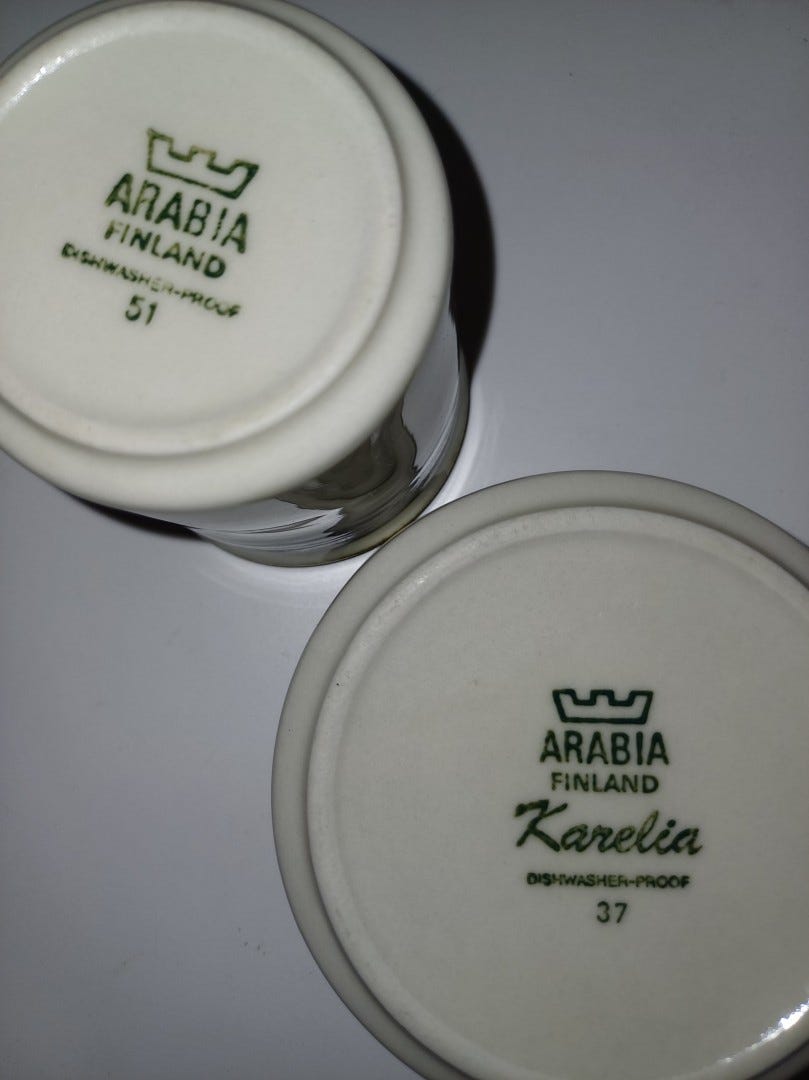 ARABIA
FINLAND
DISHWASHER-PROOF
51
ARABIA
FINLAND
Karelia
DISHWASHER-PROOF
37